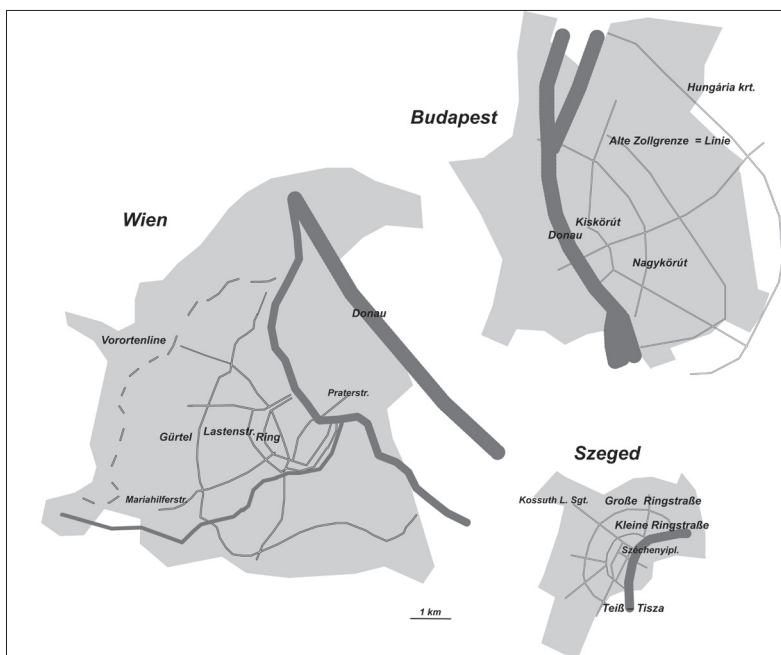 Budapest
Hungária krt.
Alte Zollgrenze = Linie
Kiskörút
Donau
Nagykörút
Wien
Donau
Vorortenline
Praterstr.
Gürtel
Lastenstr.
Ring
Mariahilferstr.
1 km
Szeged
Kossuth L. Sgt.
Große Ringstraße
Kleine Ringstraße
Széchenyipl.
Teiß - Tisza